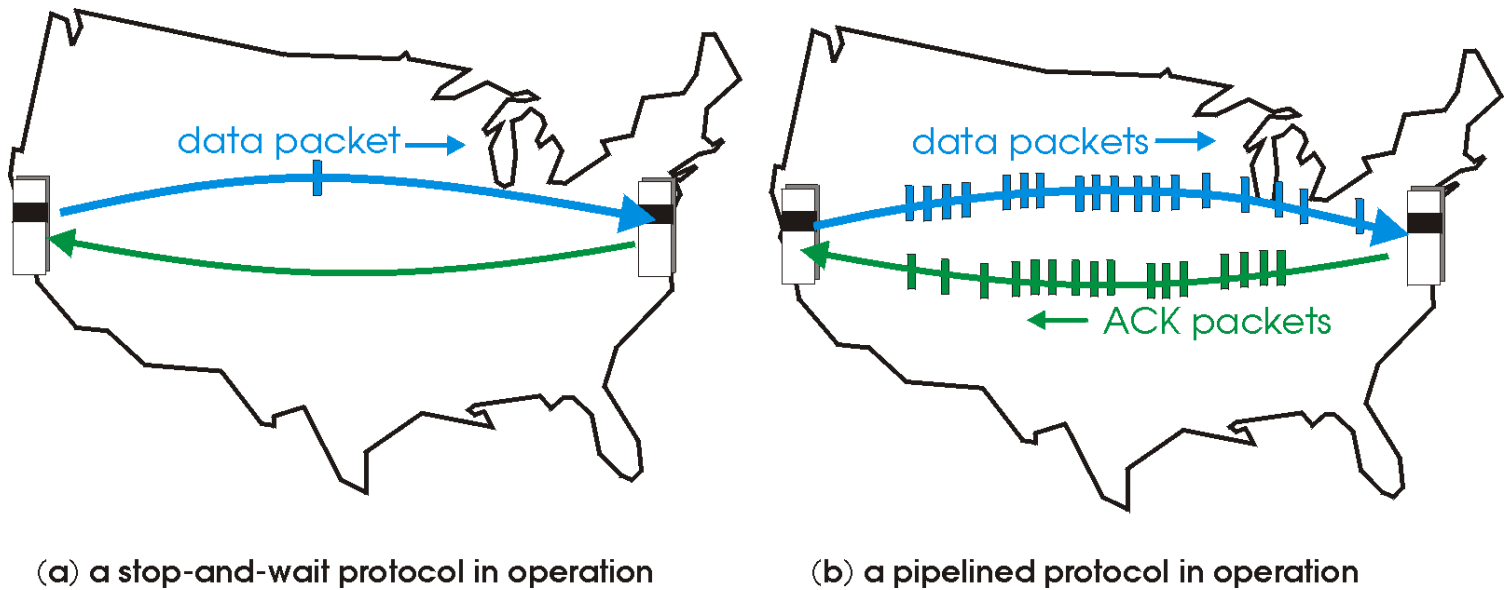 data packet
data packets
ACK packets
(a) a stop-and-wait protocol in operation
(b) a pipelined protocol in operation